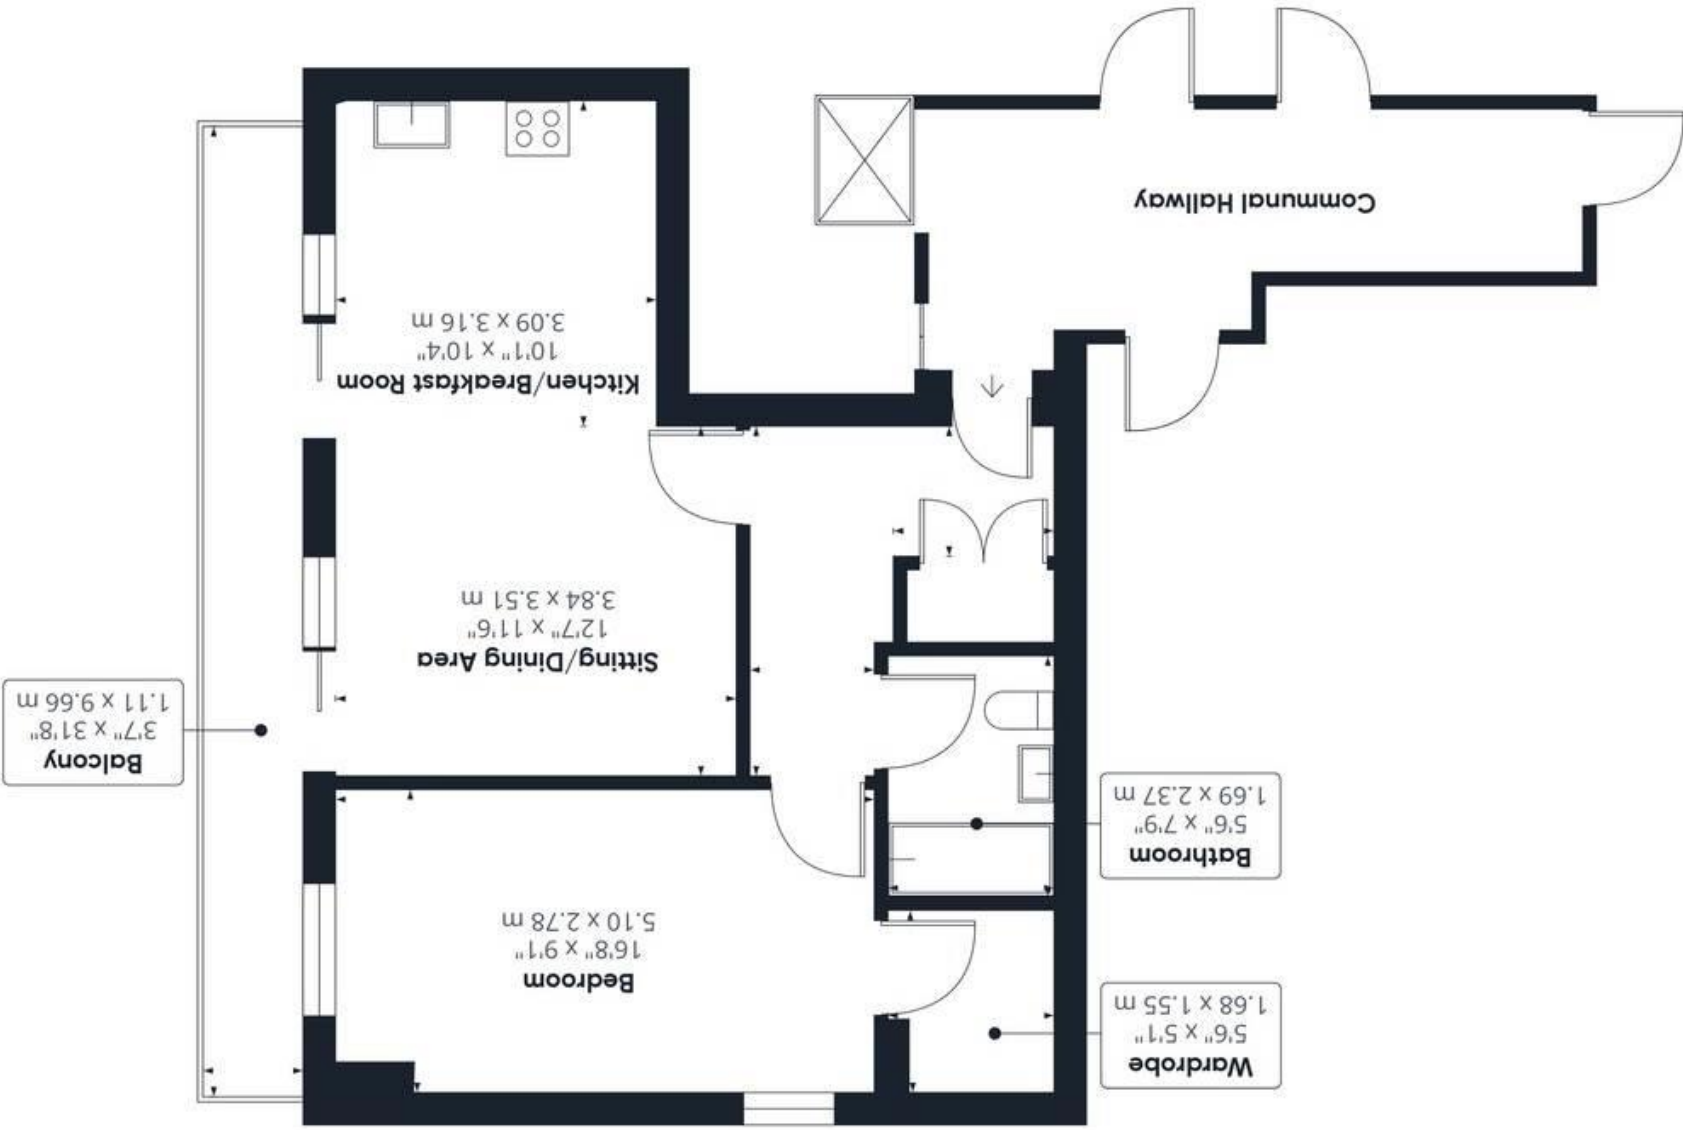 Wardrobe
5'6" x 5'1"
1.68 x 1.55 m
Bedroom
16'8" x 9'1"
5.10 x 2.78 m
Bathroom
5'6" x 7'9"
1.69 x 2.37 m
Balcony
3'7" x 31'8"
1.11 x 9.66 m
Sitting/Dining Area
12'7" x 11'6"
3.84 x 3.51 m
Kitchen/Breakfast Room
10'1" x 10'4"
3.09 x 3.16 m
Communal Hallway